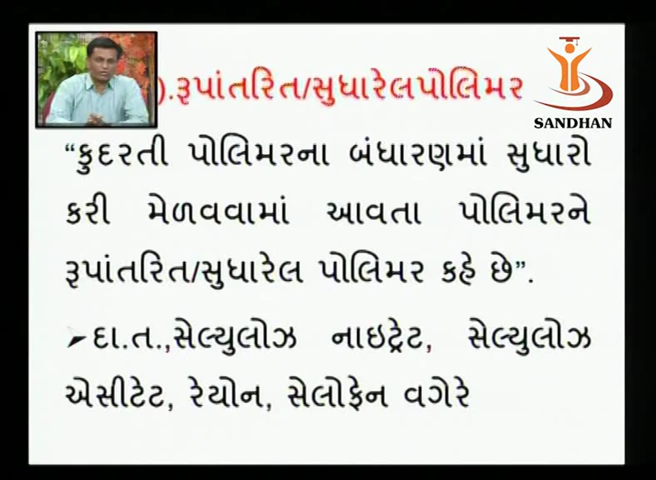 ).રૂપાંતરિત/સુધારેલપોલિમર
SANDHAN
“કુદરતી પોલિમરના બંધારણમાં સુધારો
કરી મેળવવામાં આવતા પોલિમરને
રૂપાંતરિત/સુધારેલ પોલિમર કહે છે”.
➢દા.ત.,સેલ્યુલોઝ નાઇટ્રેટ, સેલ્યુલોઝ
એસીટેટ, રેયોન, સેલોફેન વગેરે